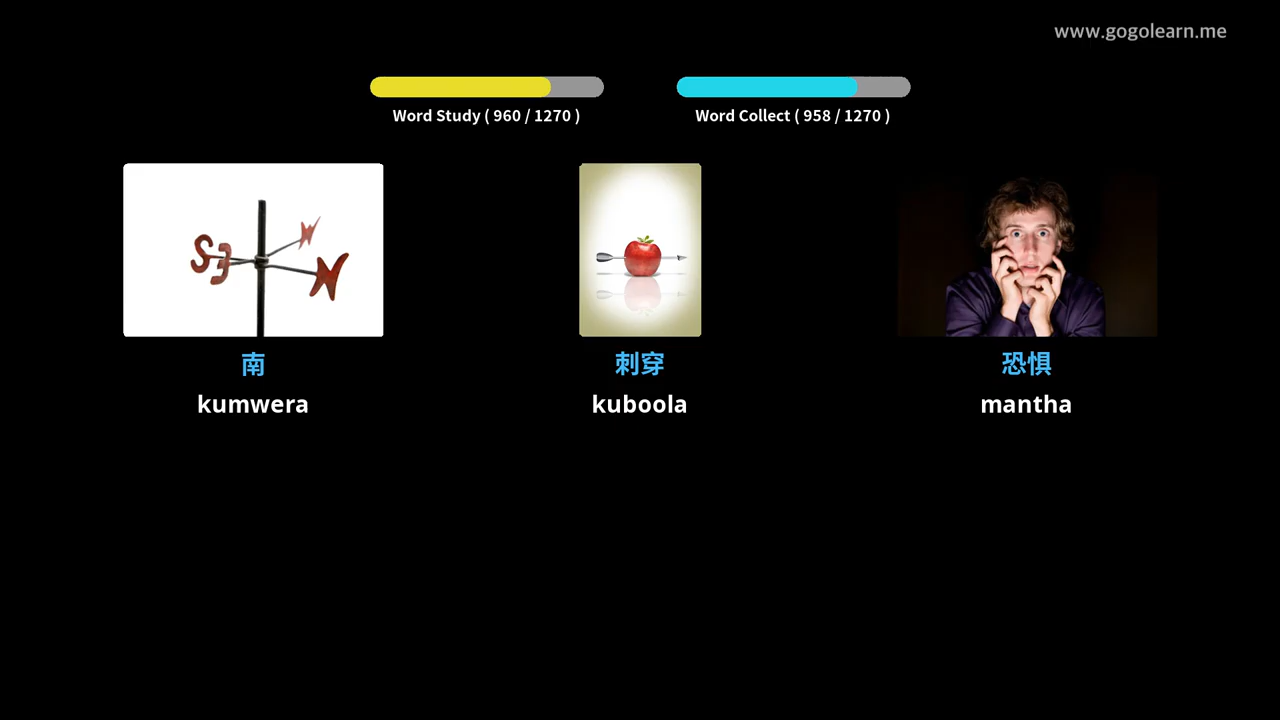 www.gogolearn.me
Word Study ( 960 / 1270 )
Word Collect ( 958 / 1270 )
S E N W
南
kumwera
刺穿
kuboola
恐惧
mantha